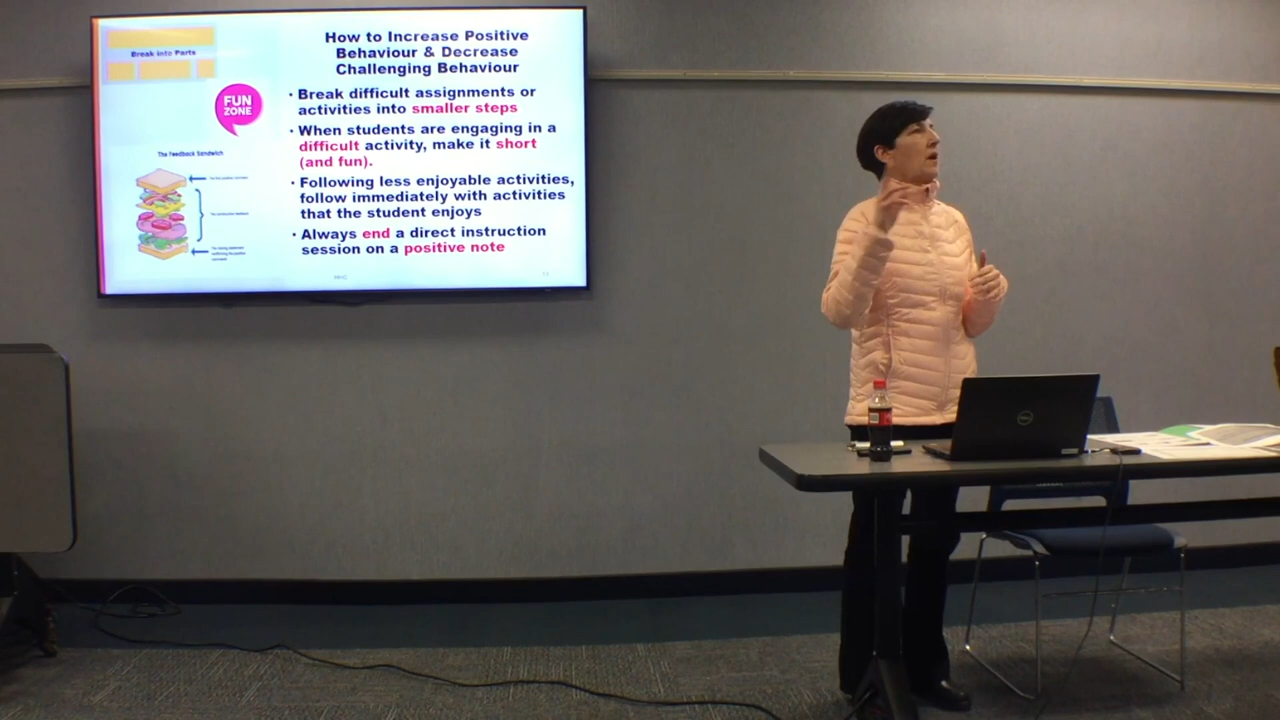 Break into Parts
How to Increase Positive
Behaviour & Decrease
Challenging Behaviour
FUN
ZONE
· Break difficult assignments or
activities into smaller steps
· When students are engaging in a
difficult activity, make it short
(and fun).
· Following less enjoyable activities,
follow immediately with activities
that the student enjoys
· Always end a direct instruction
session on a positive note
The Feedback Sandwich
DELL